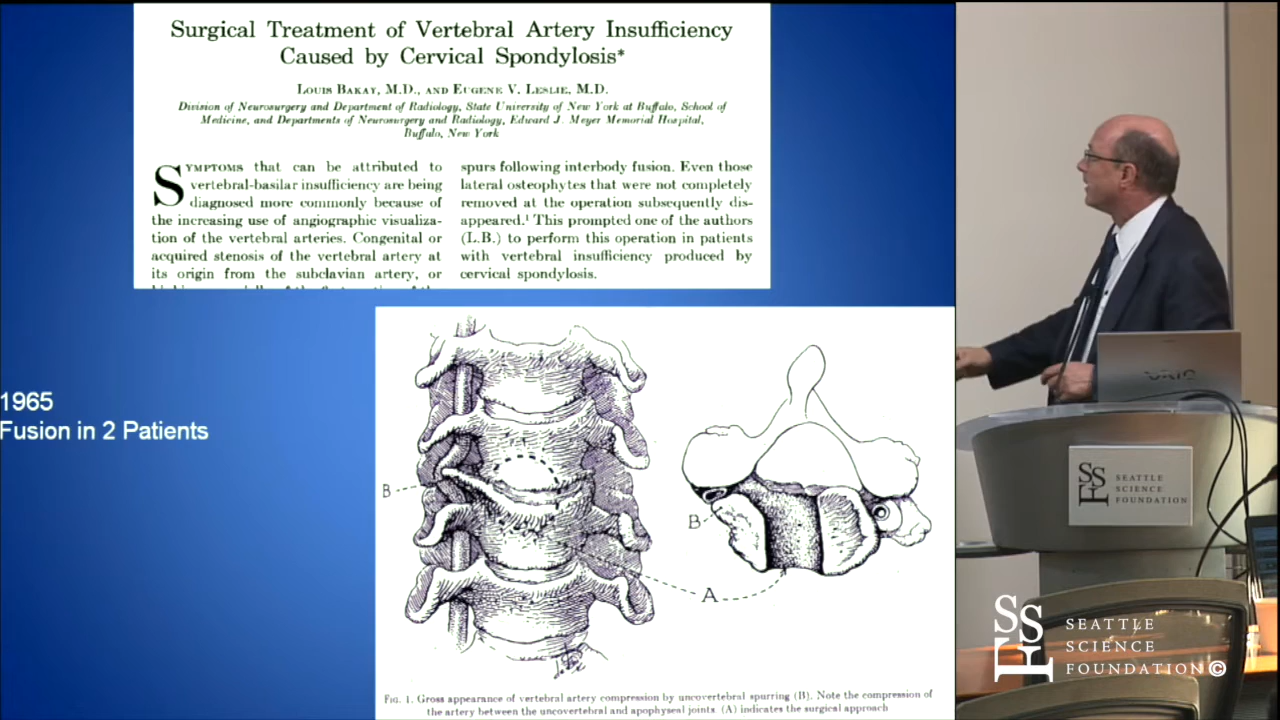 Surgical Treatment of Vertebral Artery Insufficiency
Caused by Cervical Spondylosis*
Louis Bakay, M.D., and Eugene V. Leslie, M.D.
Division of Neurosurgery and Department of Radiology, State University of New York at Buffalo, School of
Medicine, and Departments of Neurosurgery and Radiology, Edward J. Meyer Memorial Hospital,
Buffalo, New York
SYMPTOMS that can be attributed to
vertebral-basilar insufficiency are being
diagnosed more commonly because of
the increasing use of angiographic visualiza-
tion of the vertebral arteries. Congenital or
acquired stenosis of the vertebral artery at
its origin from the subclavian artery, or
spurs following interbody fusion. Even those
lateral osteophytes that were not completely
removed at the operation subsequently dis-
appeared.¹ This prompted one of the authors
(L.B.) to perform this operation in patients
with vertebral insufficiency produced by
cervical spondylosis.
1965
Fusion in 2 Patients
B
B
A
Fig. 1. Gross appearance of vertebral artery compression by uncovertebral spurring (B). Note the compression of
the artery between the uncovertebral and apophyseal joints. (A) indicates the surgical approach
VAIO
SSF
SEATTLE
SCIENCE
FOUNDATION
SSF
SEATTLE
SCIENCE
FOUNDATION©